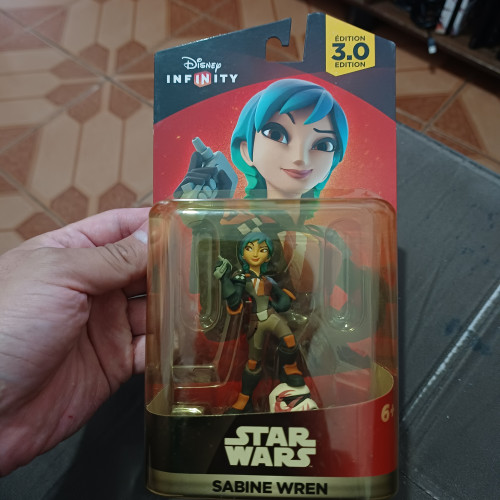 Disney
INFINITY
ÉDITION
3.0
EDITION
STAR
WARS
SABINE WREN
6+